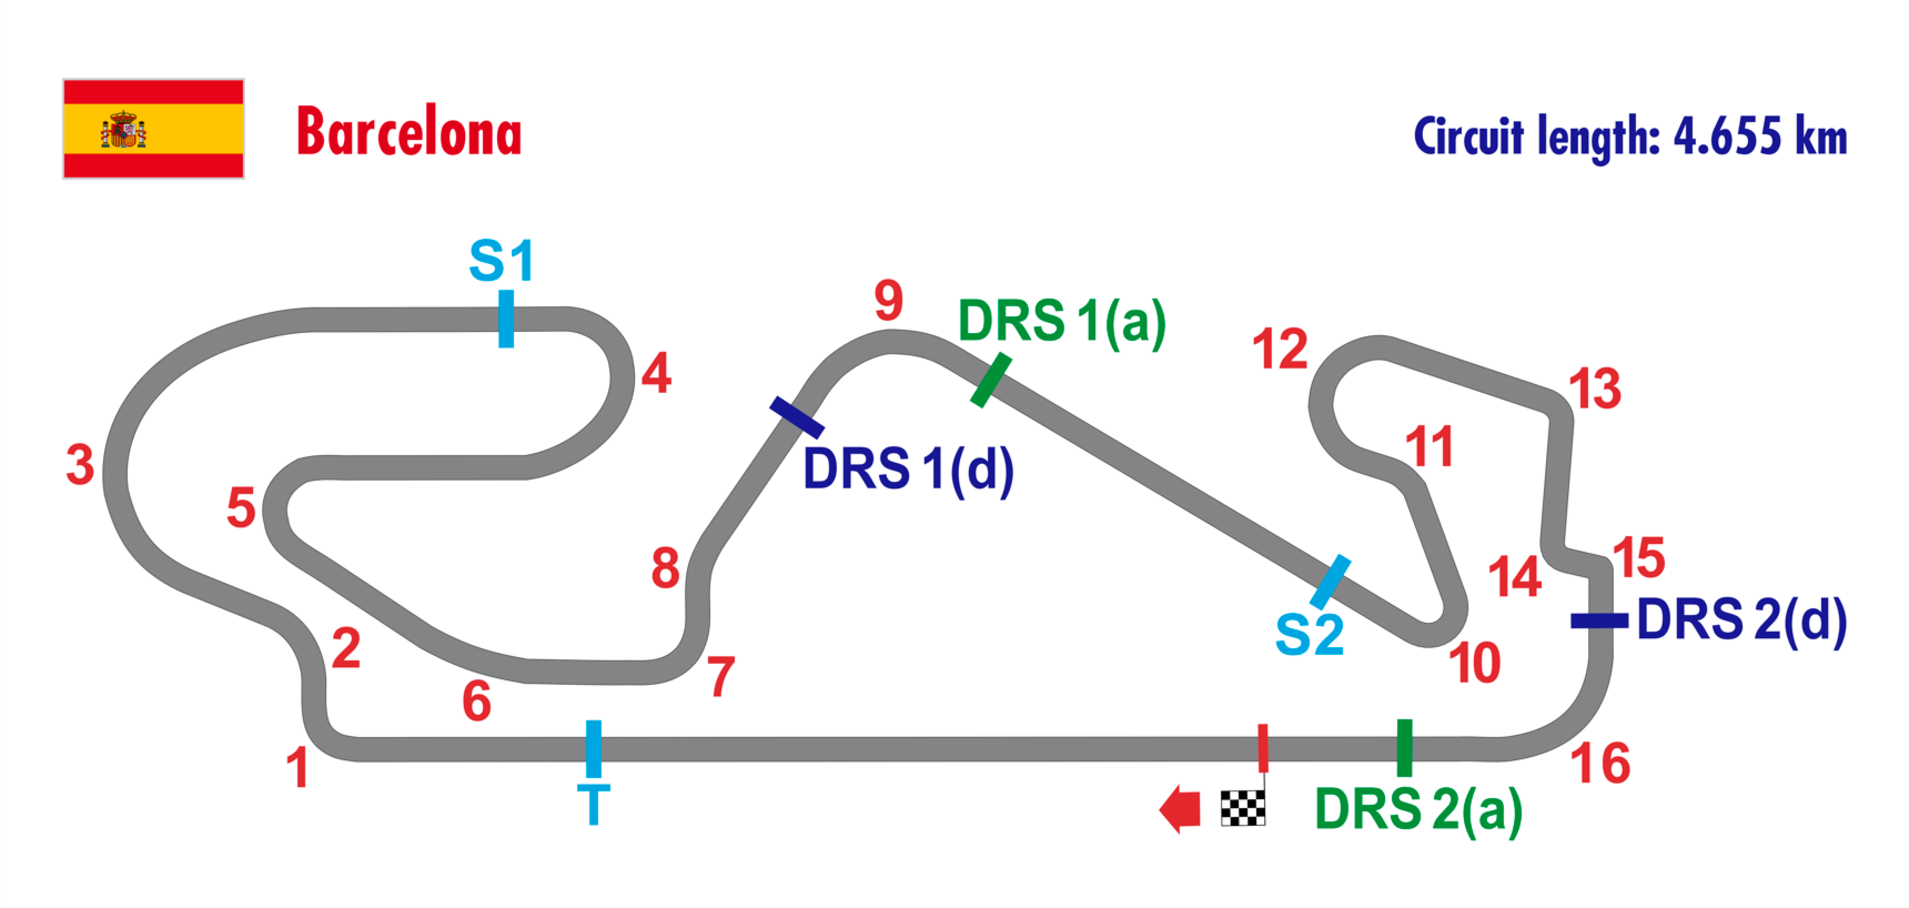 Barcelona
Circuit length: 4.655 km
S1
9
DRS 1(a)
12
4
13
3
11
DRS 1(d)
5
8
14
15
DRS 2(d)
2
S2
10
7
6
1
16
T
DRS 2(a)